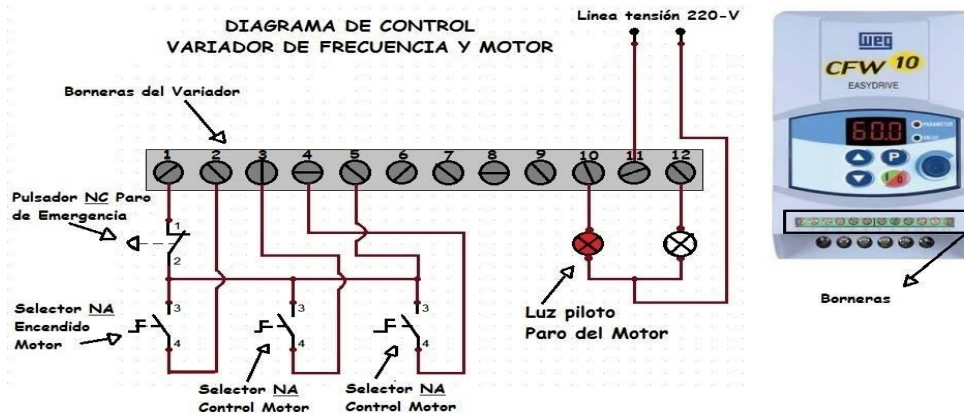 DIAGRAMA DE CONTROL
VARIADOR DE FRECUENCIA Y MOTOR
Linea tensión 220-V
Borneras del Variador
1 2 3 4 5 6 7 8 9 10 11 12
Pulsador NC Paro
de Emergencia
1
2
Selector NA
Encendido
Motor
3
4
3
4
3
4
Selector NA
Control Motor
Selector NA
Control Motor
Luz piloto
Paro del Motor
weg
CFW 10
EASYDRIVE
60.0
PARAMETER
VALUE
P
I
O
Borneras